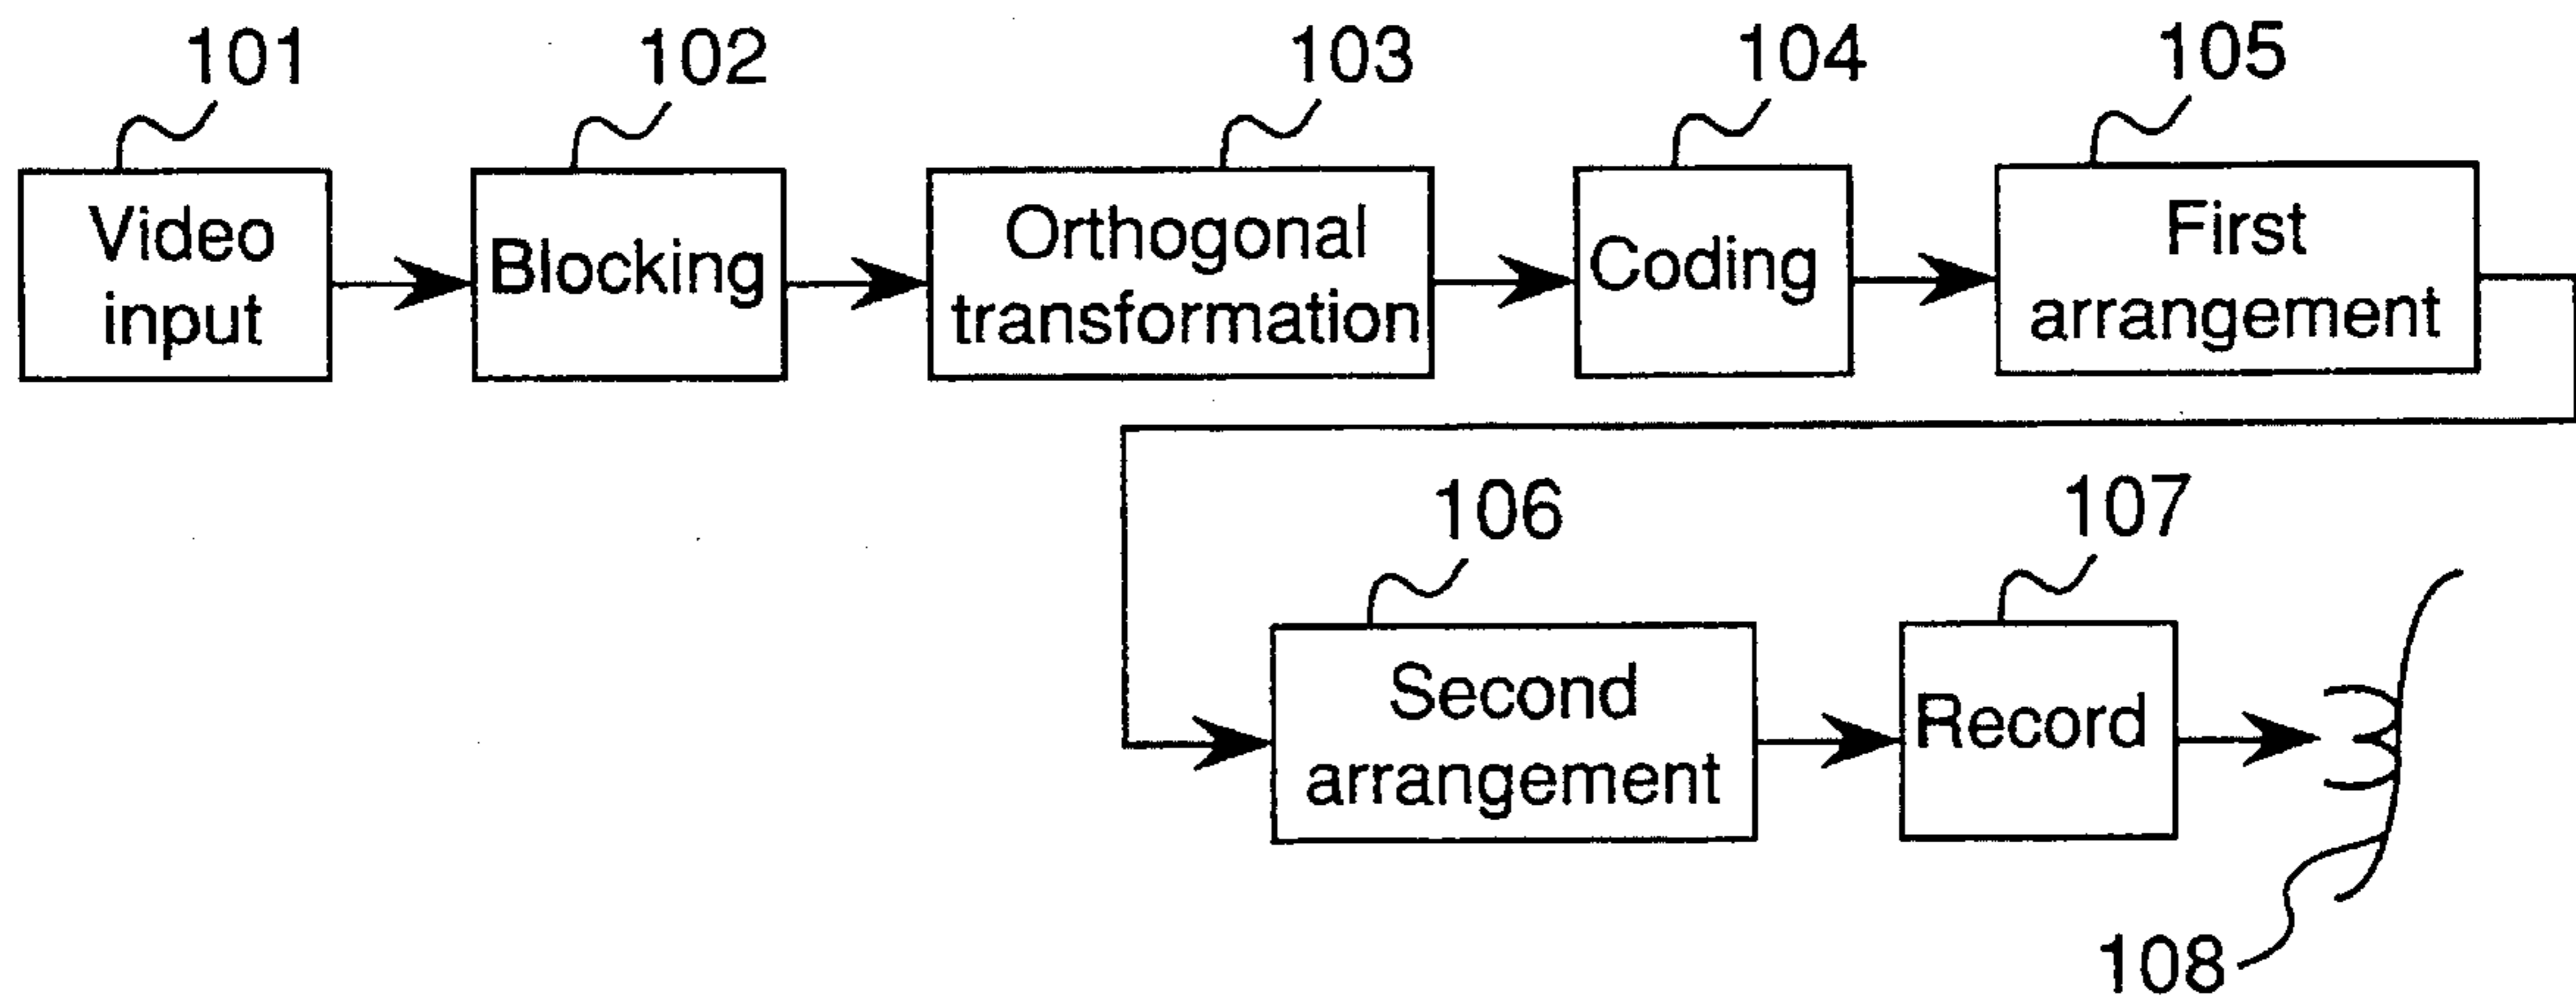 101
102
103
104
105
Video
input
Blocking
Orthogonal
transformation
Coding
First
arrangement
106
107
Second
arrangement
Record
108